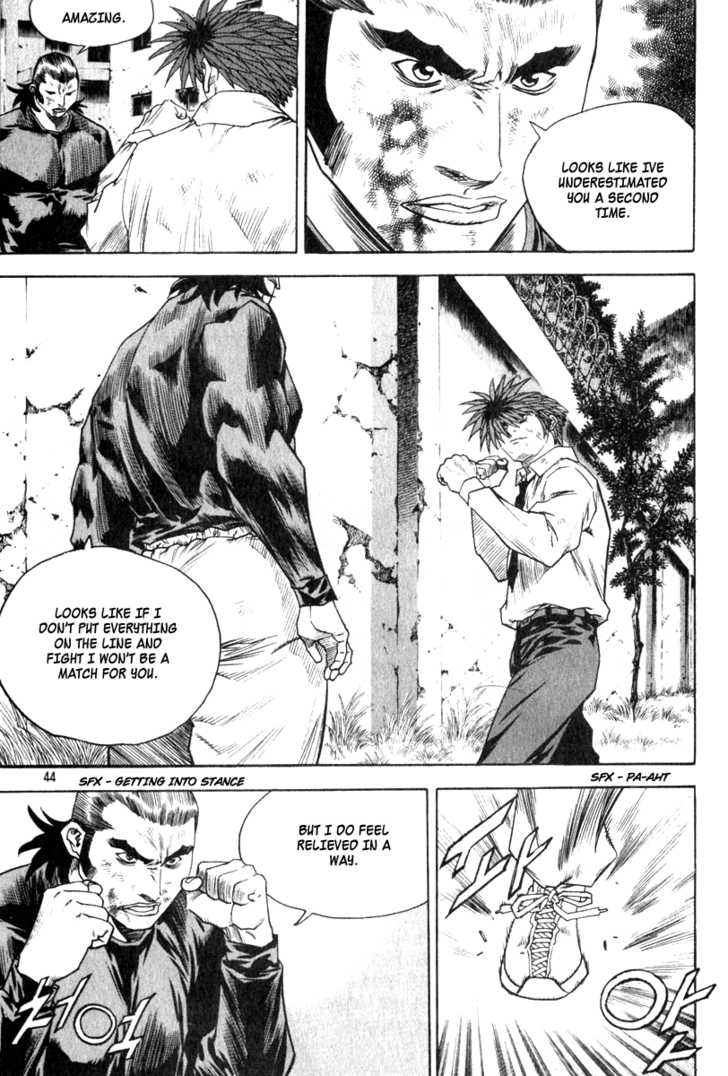 AMAZING.
LOOKS LIKE IVE
UNDERESTIMATED
YOU A SECOND
TIME.
LOOKS LIKE IF I
DON'T PUT EVERYTHING
ON THE LINE AND
FIGHT I WON'T BE A
MATCH FOR YOU.
44
SFX - GETTING INTO STANCE
SFX - PA-AHT
BUT I DO FEEL
RELIEVED IN A
WAY.